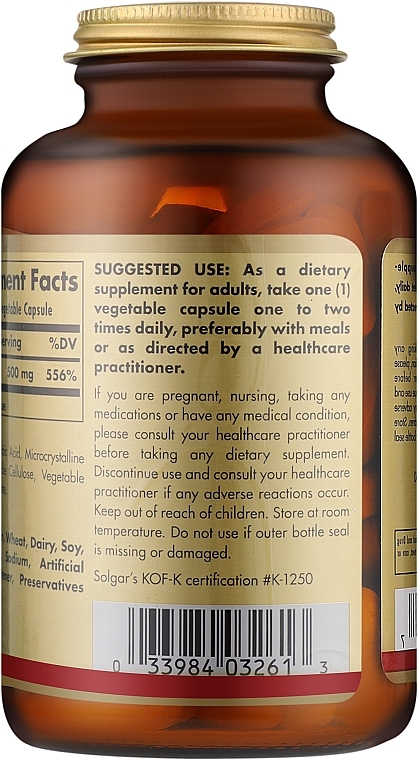 nent Facts
egetable Capsule
erving %DV
500 mg 556%
SUGGESTED USE: As a dietary
supplement for adults, take one (1)
vegetable capsule one to two
times daily, preferably with meals
or as directed by a healthcare
practitioner.
If you are pregnant, nursing, taking any
medications or have any medical condition,
please consult your healthcare practitioner
before taking any dietary supplement.
Discontinue use and consult your healthcare
practitioner if any adverse reactions occur.
Keep out of reach of children. Store at room
temperature. Do not use if outer bottle seal
is missing or damaged.
Solgar's KOF-K certification #K-1250
0 33984 03261 3
Acid, Microcrystalline
Cellulose, Vegetable
Wheat, Dairy, Soy,
Sodium, Artificial
Preservatives